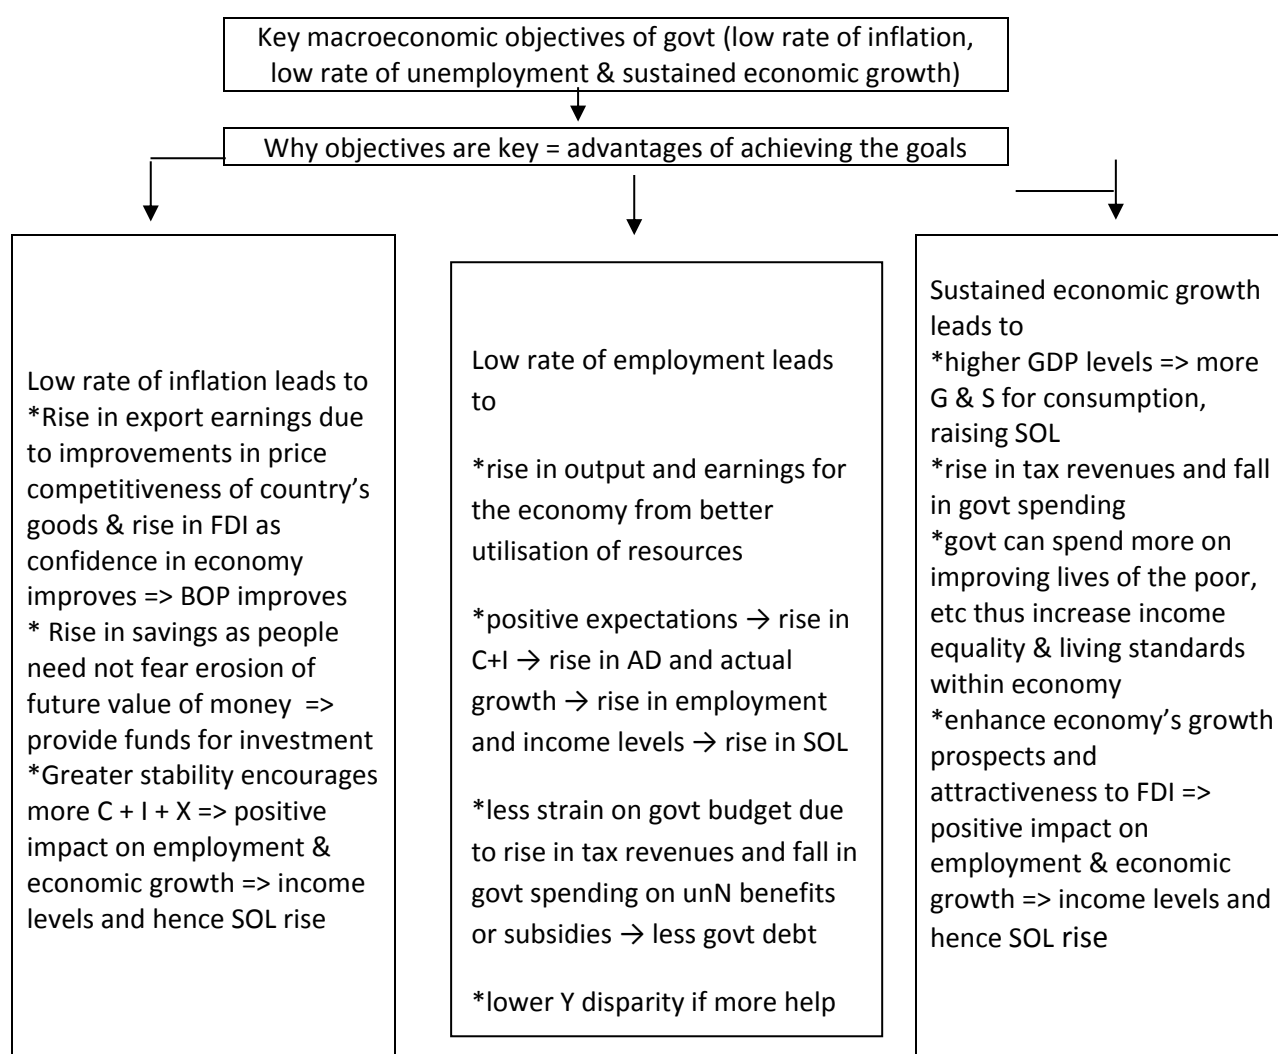 Key macroeconomic objectives of govt (low rate of inflation,
low rate of unemployment & sustained economic growth)
Why objectives are key = advantages of achieving the goals
Low rate of inflation leads to
*Rise in export earnings due
to improvements in price
competitiveness of country’s
goods & rise in FDI as
confidence in economy
improves => BOP improves
* Rise in savings as people
need not fear erosion of
future value of money =>
provide funds for investment
*Greater stability encourages
more C + I + X => positive
impact on employment &
economic growth => income
levels and hence SOL rise
Low rate of employment leads
to
*rise in output and earnings for
the economy from better
utilisation of resources
*positive expectations → rise in
C+I → rise in AD and actual
growth → rise in employment
and income levels → rise in SOL
*less strain on govt budget due
to rise in tax revenues and fall in
govt spending on unN benefits
or subsidies → less govt debt
*lower Y disparity if more help
Sustained economic growth
leads to
*higher GDP levels => more
G & S for consumption,
raising SOL
*rise in tax revenues and fall
in govt spending
*govt can spend more on
improving lives of the poor,
etc thus increase income
equality & living standards
within economy
*enhance economy’s growth
prospects and
attractiveness to FDI =>
positive impact on
employment & economic
growth => income levels and
hence SOL rise